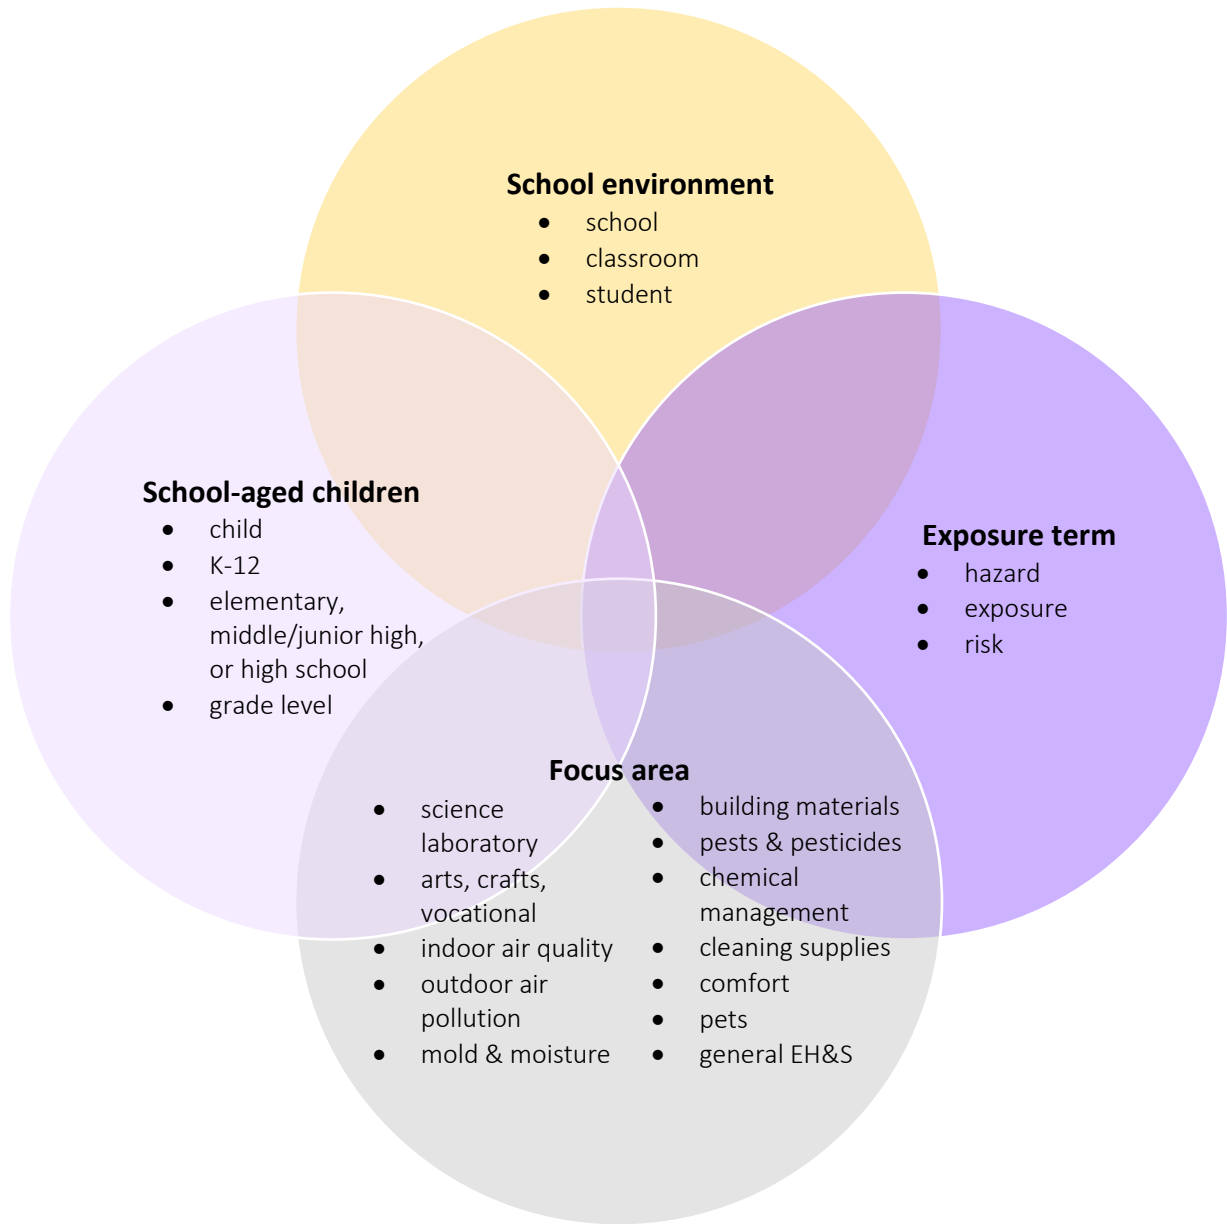 School environment
• school
• classroom
• student
School-aged children
• child
• K-12
• elementary,
middle/junior high,
or high school
• grade level
Exposure term
• hazard
• exposure
• risk
Focus area
• science
laboratory
• arts, crafts,
vocational
• indoor air quality
• outdoor air
pollution
• mold & moisture
• building materials
• pests & pesticides
• chemical
management
• cleaning supplies
• comfort
• pets
• general EH&S